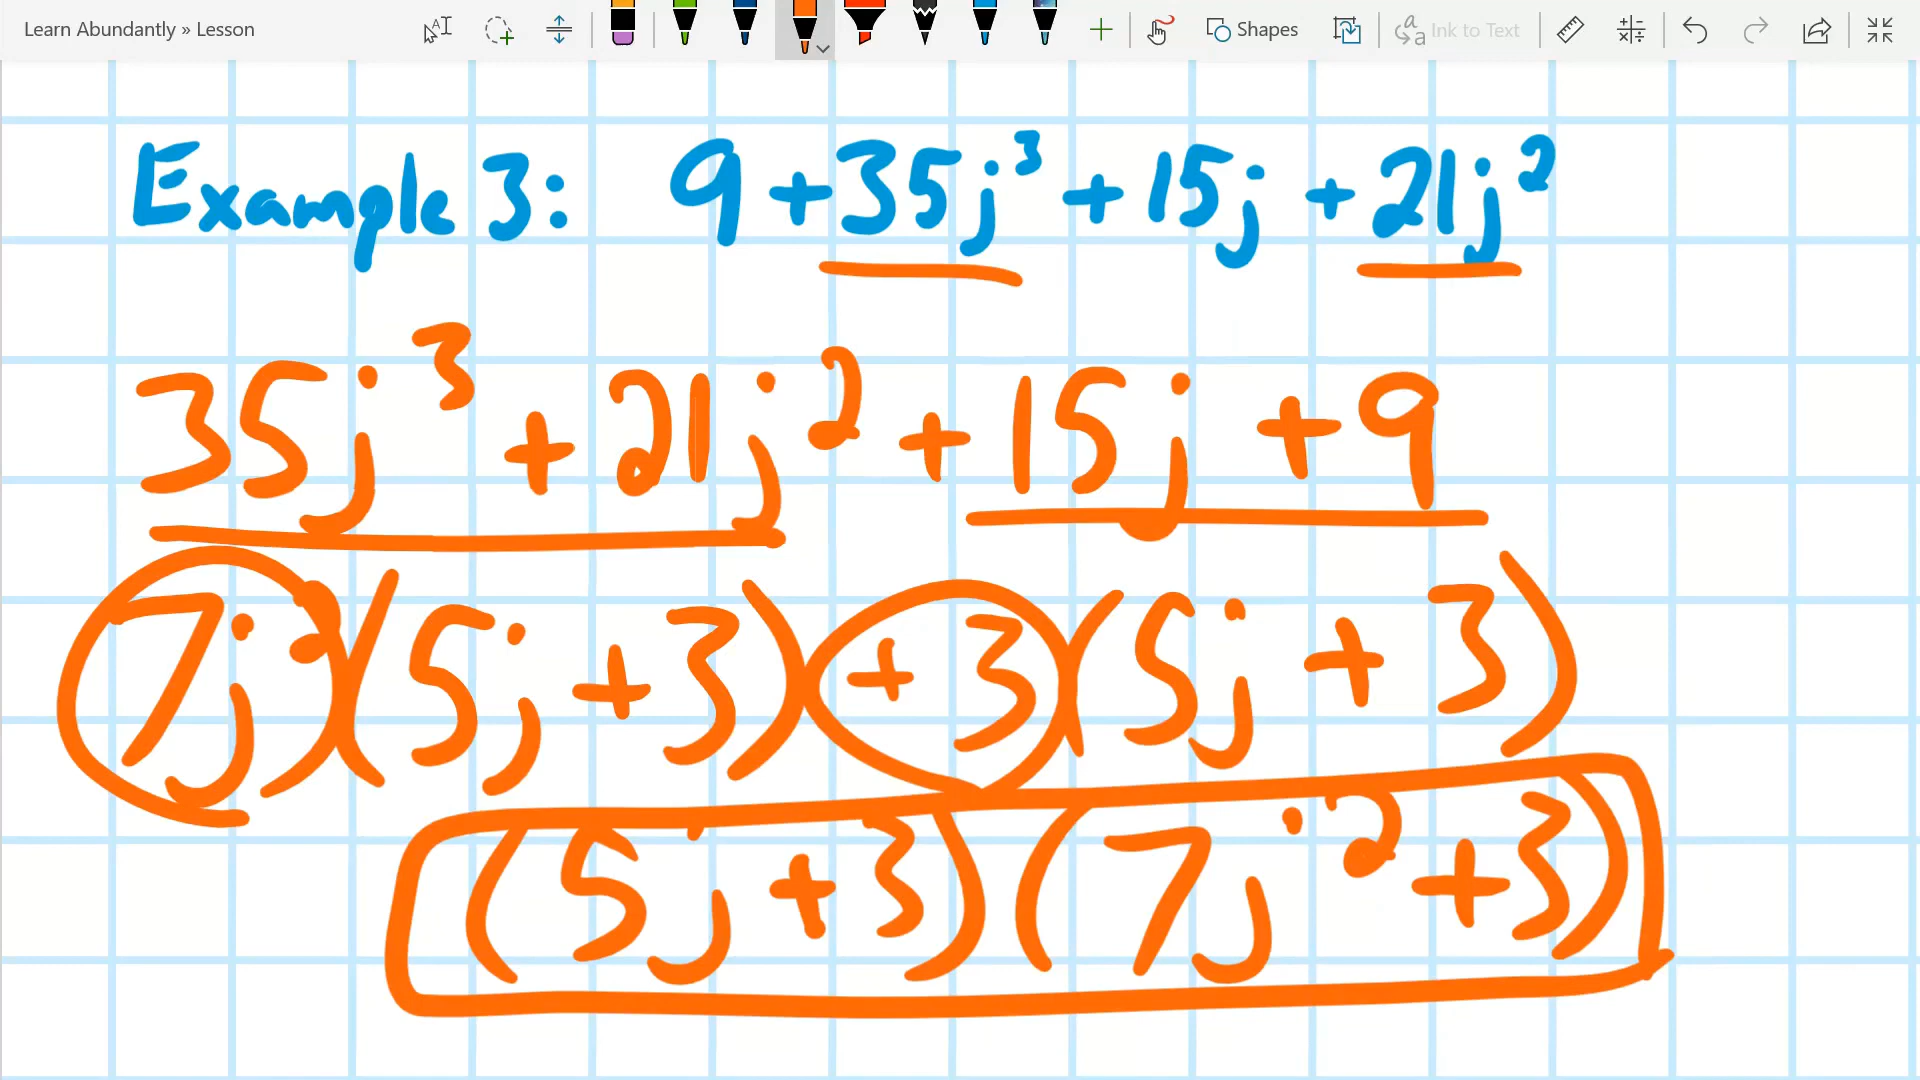 Learn Abundantly » Lesson
Shapes
Ink to Text
Example 3: 9 + 35j³ + 15j + 21j²
35j³ + 21j² + 15j + 9
7j²(5j + 3) + 3(5j + 3)
(5j + 3)(7j² + 3)